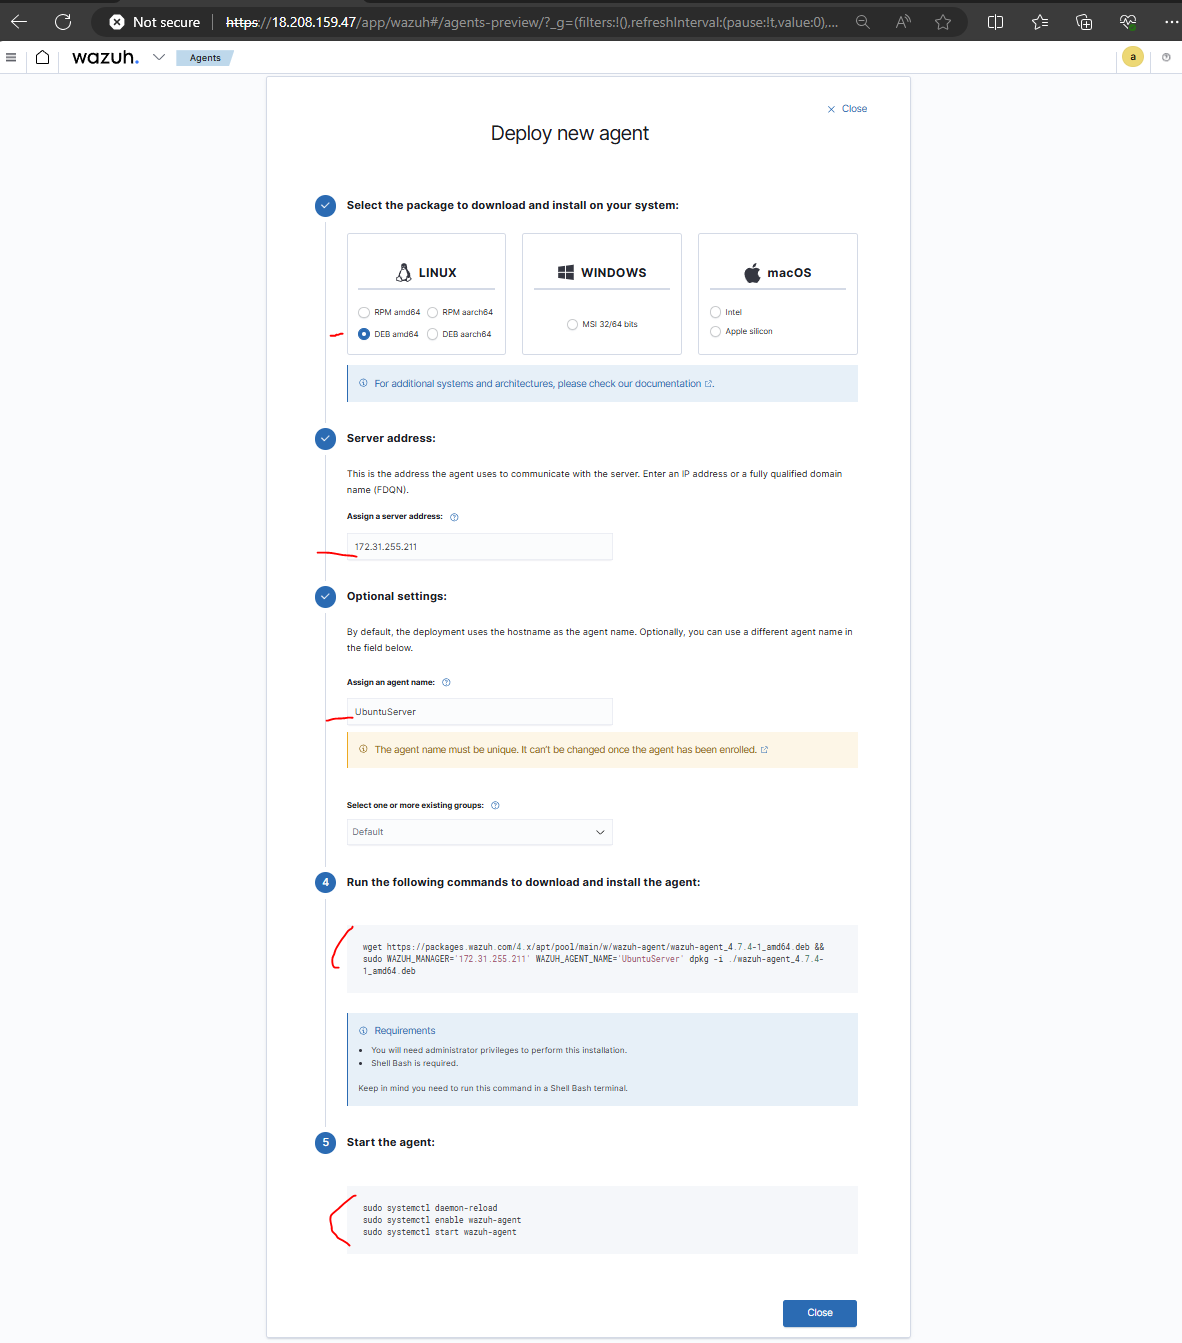 Not secure
https://18.208.159.47/app/wazuh#/agents-preview/?_g=(filters:!(),refreshInterval:(pause:!t,value:0),...
wazuh.
Agents
a
Close
Deploy new agent
Select the package to download and install on your system:
LINUX
RPM amd64
RPM aarch64
DEB amd64
DEB aarch64
WINDOWS
MSI 32/64 bits
macOS
Intel
Apple silicon
For additional systems and architectures, please check our documentation.
Server address:
This is the address the agent uses to communicate with the server. Enter an IP address or a fully qualified domain
name (FDQN).
Assign a server address:
172.31.255.211
Optional settings:
By default, the deployment uses the hostname as the agent name. Optionally, you can use a different agent name in
the field below.
Assign an agent name:
UbuntuServer
The agent name must be unique. It can't be changed once the agent has been enrolled.
Select one or more existing groups:
Default
4
Run the following commands to download and install the agent:
wget https://packages.wazuh.com/4.x/apt/pool/main/w/wazuh-agent/wazuh-agent_4.7.4-1_amd64.deb &&
sudo WAZUH_MANAGER='172.31.255.211' WAZUH_AGENT_NAME='UbuntuServer' dpkg -i ./wazuh-agent_4.7.4-
1_amd64.deb
Requirements
• You will need administrator privileges to perform this installation.
• Shell Bash is required.
Keep in mind you need to run this command in a Shell Bash terminal.
5
Start the agent:
sudo systemctl daemon-reload
sudo systemctl enable wazuh-agent
sudo systemctl start wazuh-agent
Close